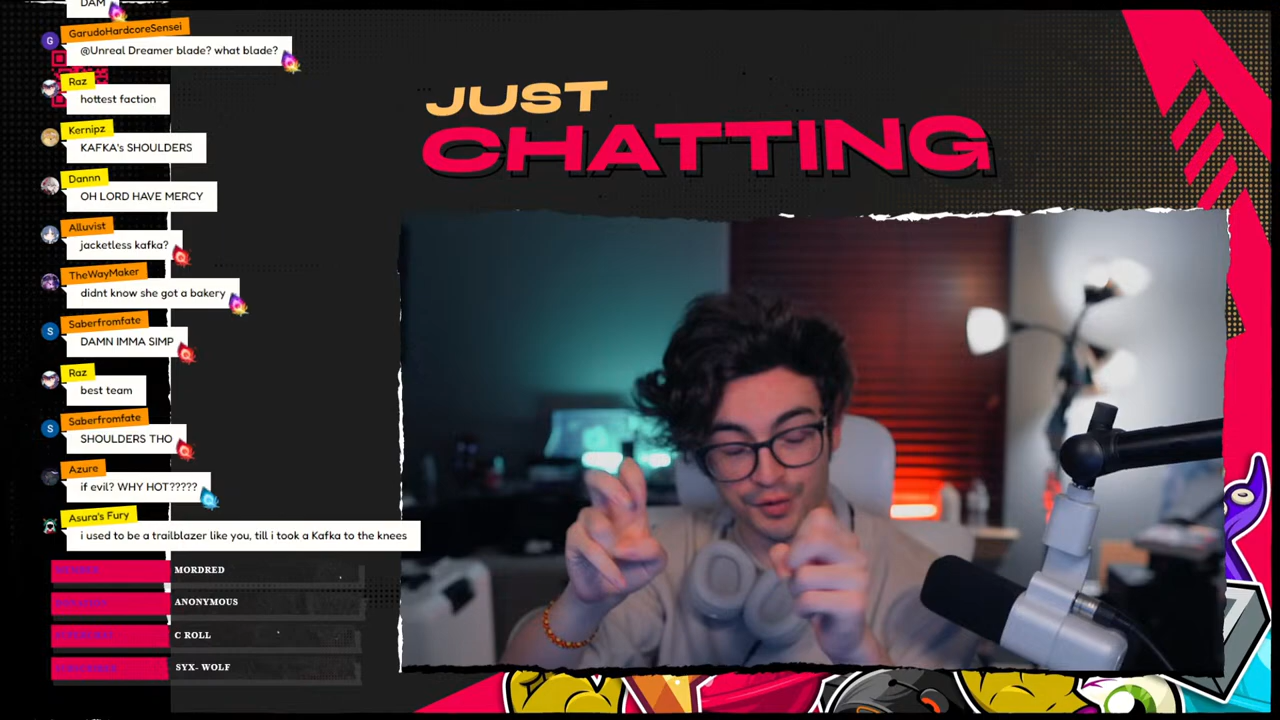 DAM
GarudoHardcoreSensei
@Unreal Dreamer blade? what blade?
Raz
hottest faction
Kernipz
KAFKA's SHOULDERS
Dannn
OH LORD HAVE MERCY
Alluvist
jacketless kafka?
TheWayMaker
didnt know she got a bakery
Saberfromfate
DAMN IMMA SIMP
Raz
best team
Saberfromfate
SHOULDERS THO
Azure
if evil? WHY HOT?????
Asura's Fury
i used to be a trailblazer like you, till i took a Kafka to the knees
MORDRED
ANONYMOUS
C ROLL
SYX- WOLF
JUST
CHATTING